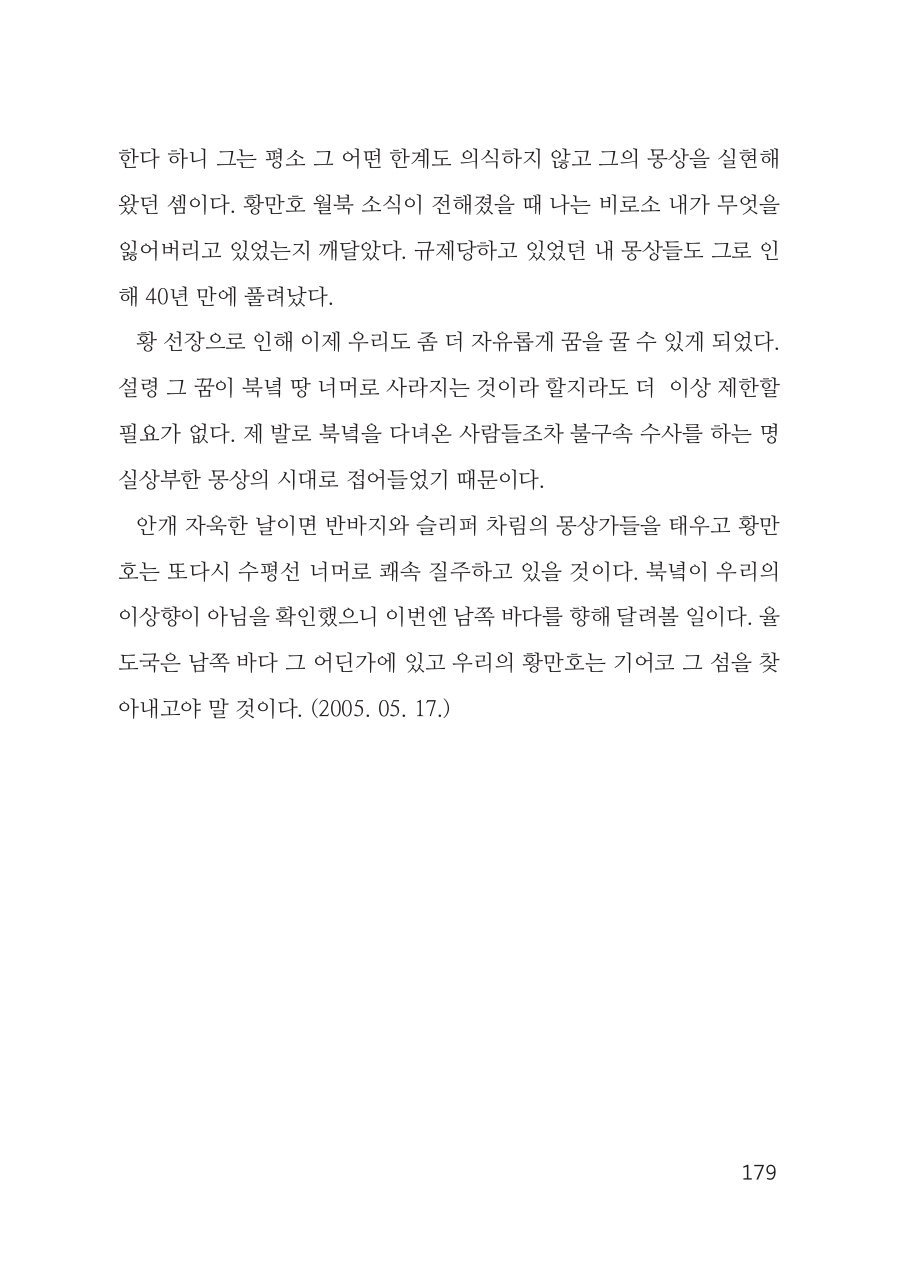 한다 하니 그는 평소 그 어떤 한계도 의식하지 않고 그의 몽상을 실현해
왔던 셈이다. 황만호 월북 소식이 전해졌을 때 나는 비로소 내가 무엇을
잃어버리고 있었는지 깨달았다. 규제당하고 있었던 내 몽상들도 그로 인
해 40년 만에 풀려났다.
황 선장으로 인해 이제 우리도 좀 더 자유롭게 꿈을 꿀 수 있게 되었다.
설령 그 꿈이 북녘 땅 너머로 사라지는 것이라 할지라도 더  이상 제한할
필요가 없다. 제 발로 북녘을 다녀온 사람들조차 불구속 수사를 하는 명
실상부한 몽상의 시대로 접어들었기 때문이다.
안개 자욱한 날이면 반바지와 슬리퍼 차림의 몽상가들을 태우고 황만
호는 또다시 수평선 너머로 쾌속 질주하고 있을 것이다. 북녘이 우리의
이상향이 아님을 확인했으니 이번엔 남쪽 바다를 향해 달려볼 일이다. 율
도국은 남쪽 바다 그 어딘가에 있고 우리의 황만호는 기어코 그 섬을 찾
아내고야 말 것이다. (2005. 05. 17.)
179